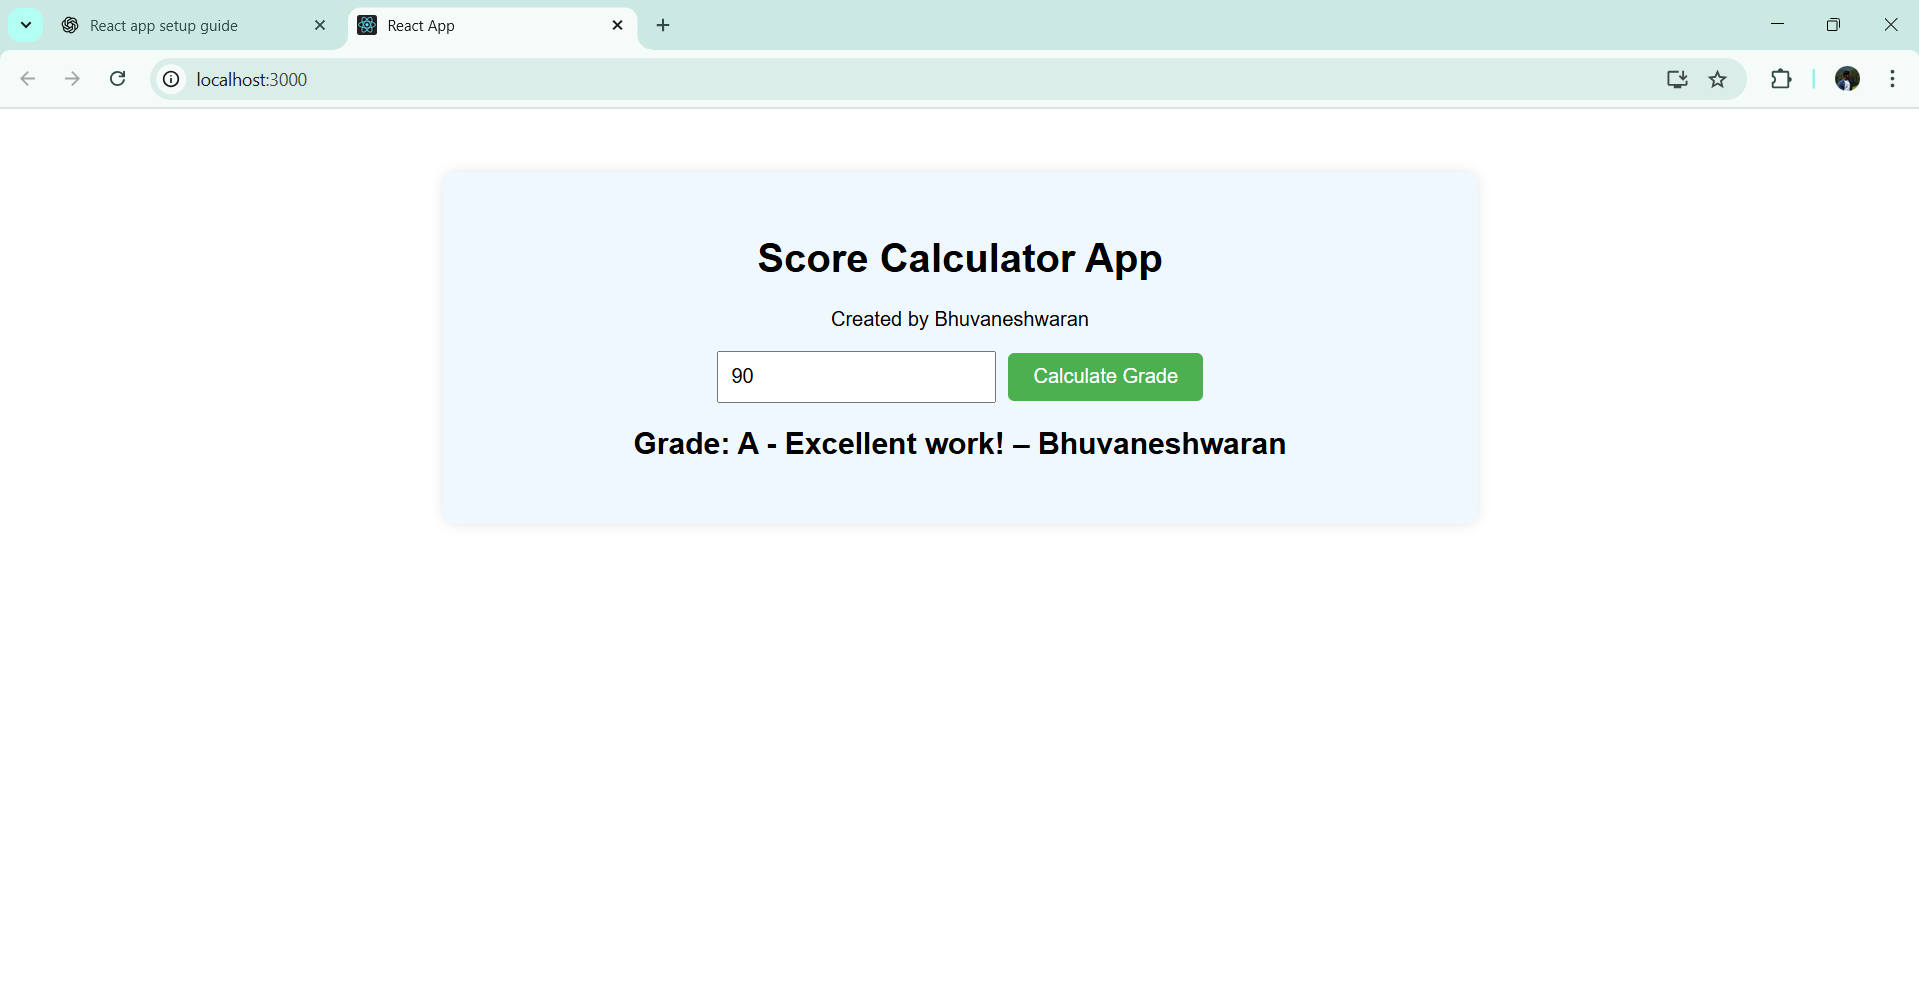 React app setup guide
React App
localhost:3000
Score Calculator App
Created by Bhuvaneshwaran
90
Calculate Grade
Grade: A - Excellent work! – Bhuvaneshwaran